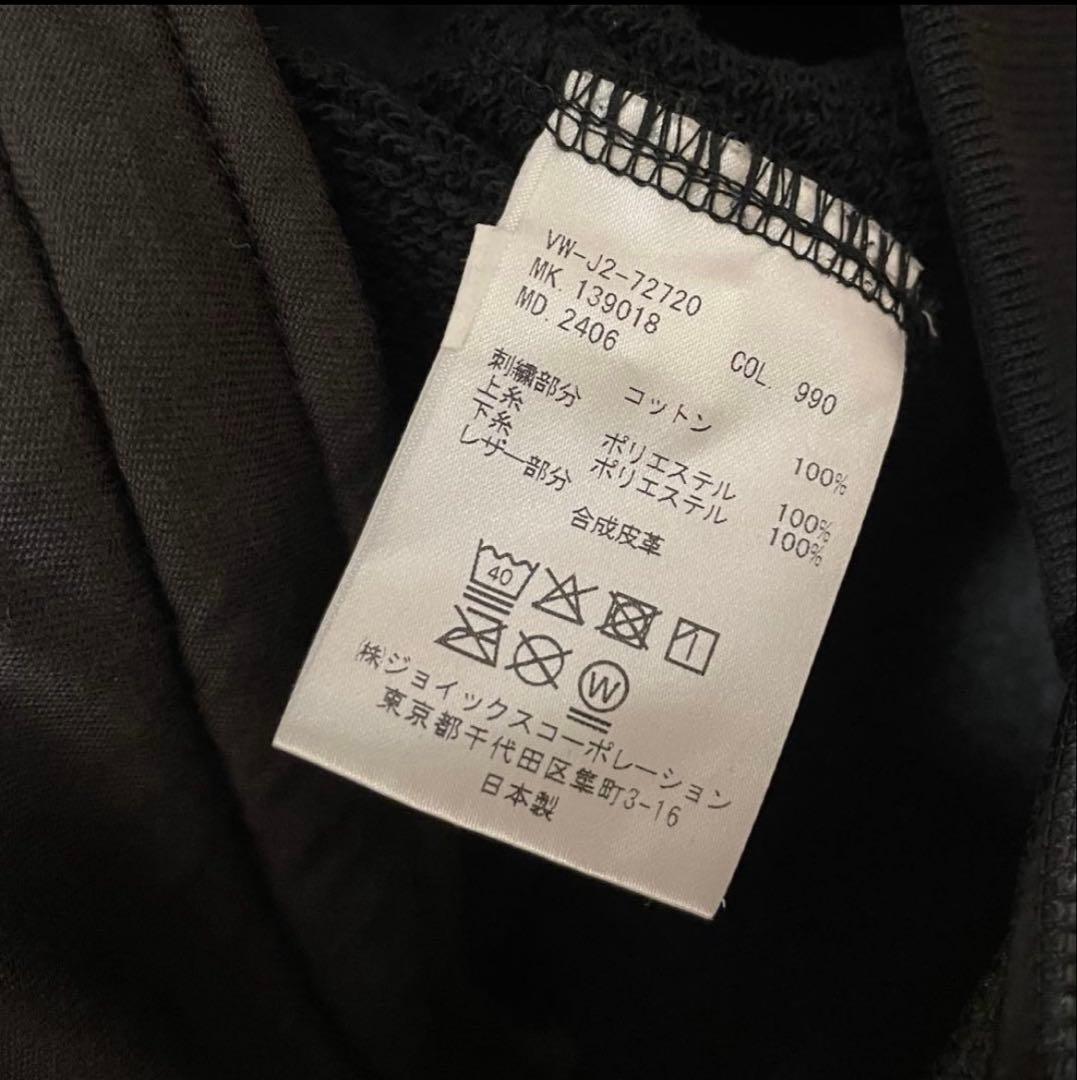 VW-J2-72720
MK. 139018
MD. 2406 COL. 990
コットン 100%
刺繍部分
上糸 ポリエステル 100%
下糸 ポリエステル 100%
レザー部分
合成皮革
40
W
㈱ジョイックスコーポレーション
東京都千代田区隼町3-16
日本製